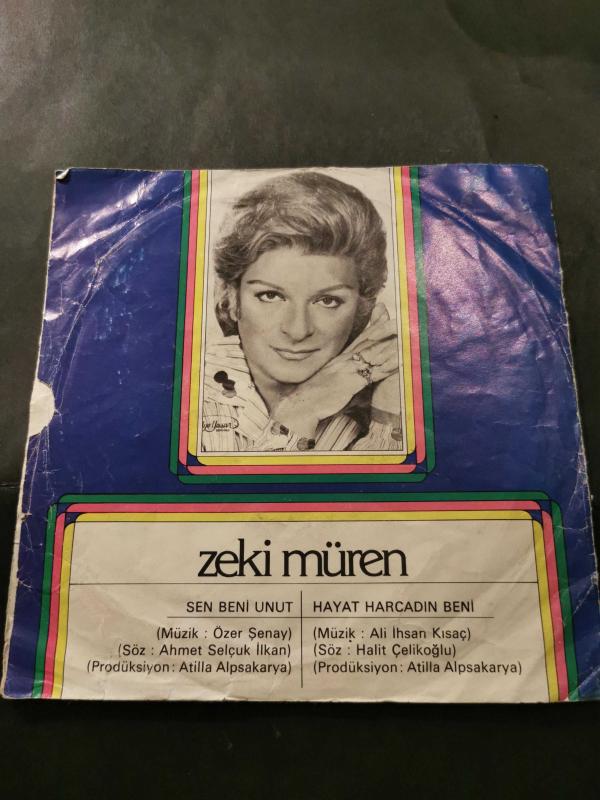 zeki müren
SEN BENİ UNUT
(Müzik : Özer Şenay)
(Söz : Ahmet Selçuk İlkan)
(Prodüksiyon : Atilla Alpsakarya)
HAYAT HARCADIN BENİ
(Müzik : Ali İhsan Kısaç)
(Söz : Halit Çelikoğlu)
(Prodüksiyon : Atilla Alpsakarya)